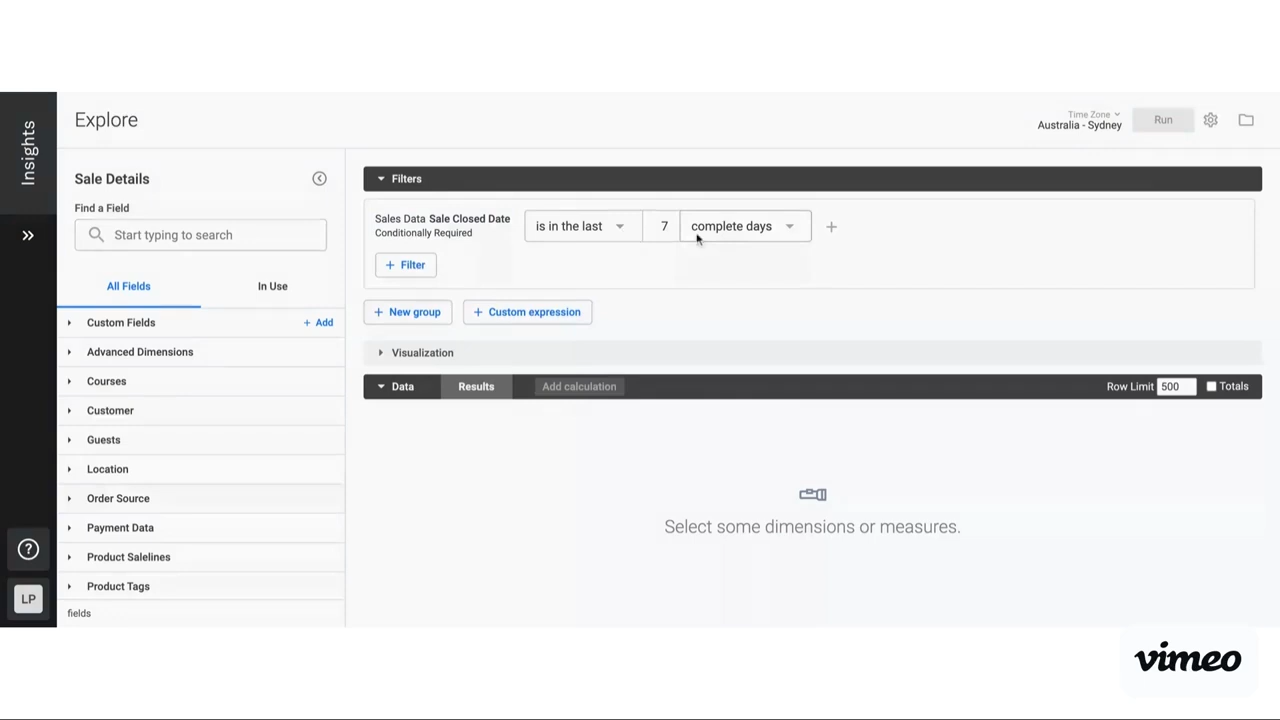 Insights
Explore
Time Zone
Australia - Sydney
Run
Sale Details
Find a Field
Start typing to search
All Fields
In Use
Custom Fields
+ Add
Advanced Dimensions
Courses
Customer
Guests
Location
Order Source
Payment Data
Product Salelines
Product Tags
fields
?
LP
Filters
Sales Data Sale Closed Date
Conditionally Required
is in the last
7
complete days
+
+ Filter
+ New group
+ Custom expression
Visualization
Data
Results
Add calculation
Row Limit 500
Totals
Select some dimensions or measures.
vimeo